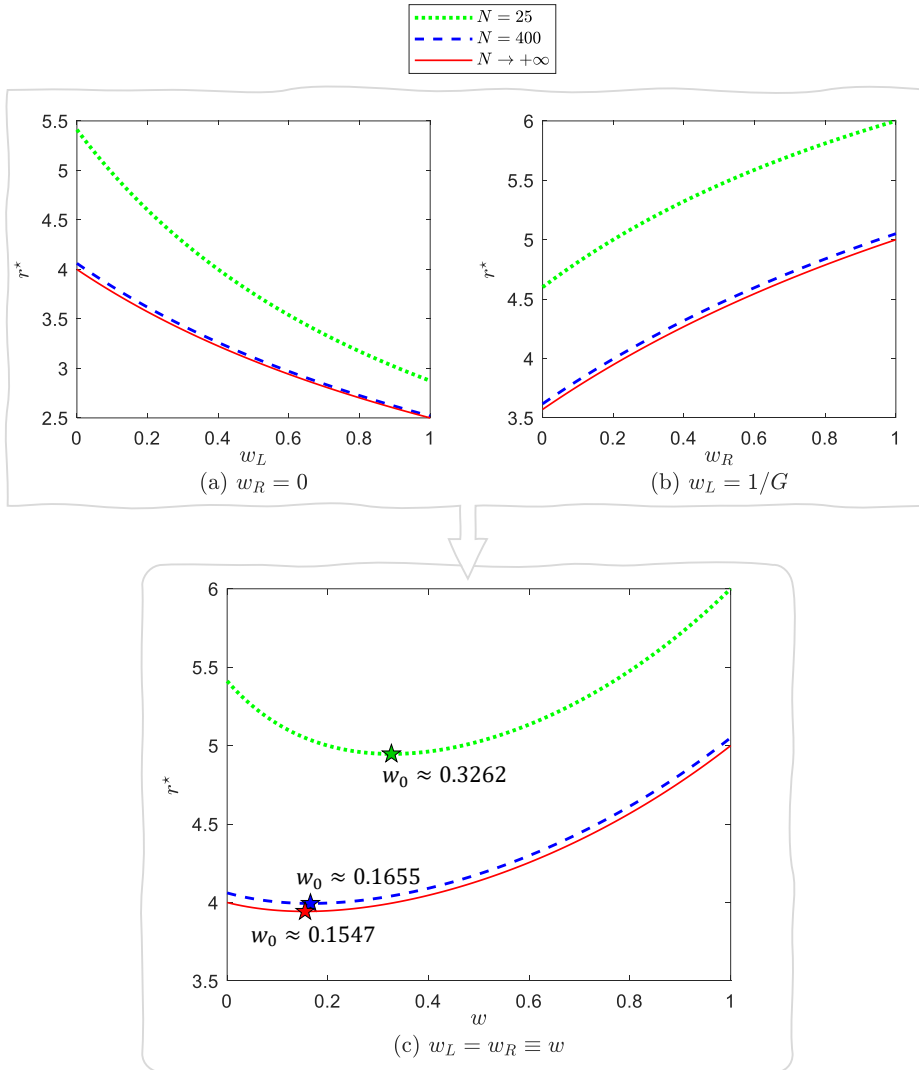 N = 25
N = 400
N → +∞
5.5
5
4.5
4
3.5
3
2.5
r⋆
0 0.2 0.4 0.6 0.8 1
w_L
(a) w_R = 0
6
5.5
5
4.5
4
3.5
r⋆
0 0.2 0.4 0.6 0.8 1
w_R
(b) w_L = 1/G
6
5.5
5
4.5
4
3.5
r⋆
w₀ ≈ 0.3262
w₀ ≈ 0.1655
w₀ ≈ 0.1547
0 0.2 0.4 0.6 0.8 1
w
(c) w_L = w_R ≡ w